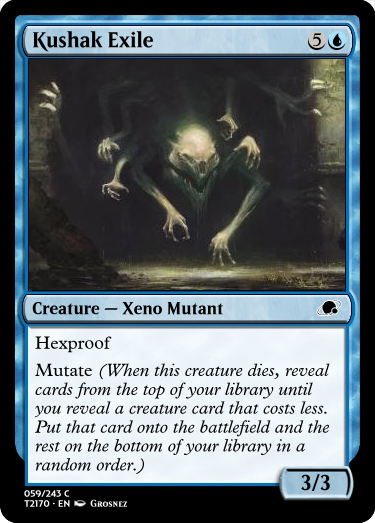 Kushak Exile 5
Creature — Xeno Mutant
Hexproof
Mutate (When this creature dies, reveal
cards from the top of your library until
you reveal a creature card that costs less.
Put that card onto the battlefield and the
rest on the bottom of your library in a
random order.)
3/3
059/243 C
T2170 • EN Grosnez